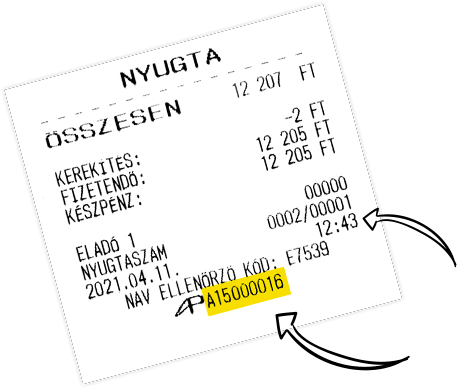 NYUGTA
ÖSSZESEN 12 207 FT
KEREKÍTÉS: -2 FT
FIZETENDŐ: 12 205 FT
KÉSZPÉNZ: 12 205 FT
ELADÓ 1 00000
NYUGTASZÁM 0002/00001
2021.04.11. 12:43
NAV ELLENŐRZŐ KÓD: E7539
AP A15000016